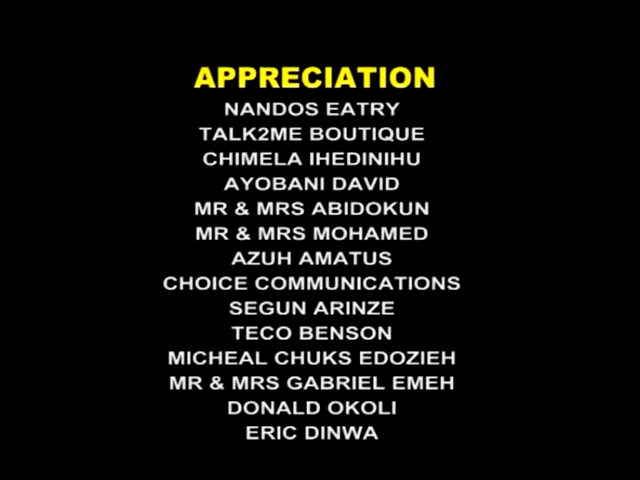 APPRECIATION
NANDOS EATRY
TALK2ME BOUTIQUE
CHIMELA IHEDINIHU
AYOBANI DAVID
MR & MRS ABIDOKUN
MR & MRS MOHAMED
AZUH AMATUS
CHOICE COMMUNICATIONS
SEGUN ARINZE
TECO BENSON
MICHEAL CHUKS EDOZIEH
MR & MRS GABRIEL EMEH
DONALD OKOLI
ERIC DINWA